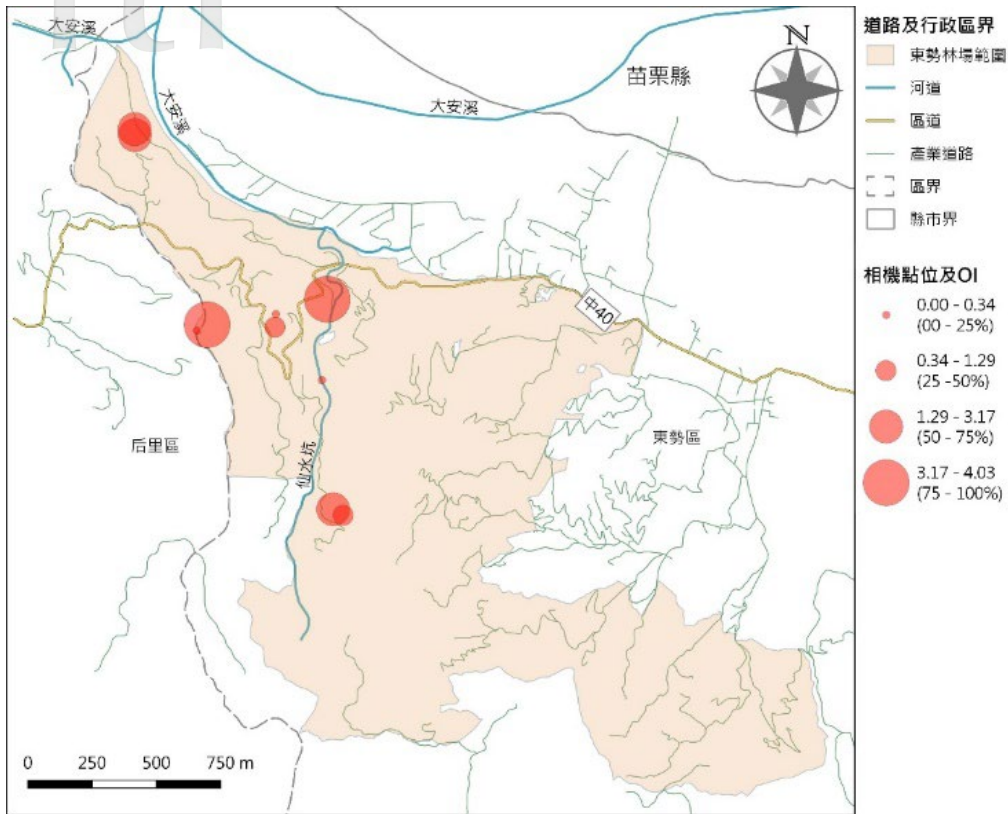 大安溪
大安溪
大安溪
苗栗縣
N
中40
后里區
仙水坑
東勢區
0 250 500 750 m
道路及行政區界
東勢林場範圍
河道
區道
產業道路
區界
縣市界
相機點位及OI
0.00 - 0.34
(00 - 25%)
0.34 - 1.29
(25 -50%)
1.29 - 3.17
(50 - 75%)
3.17 - 4.03
(75 - 100%)